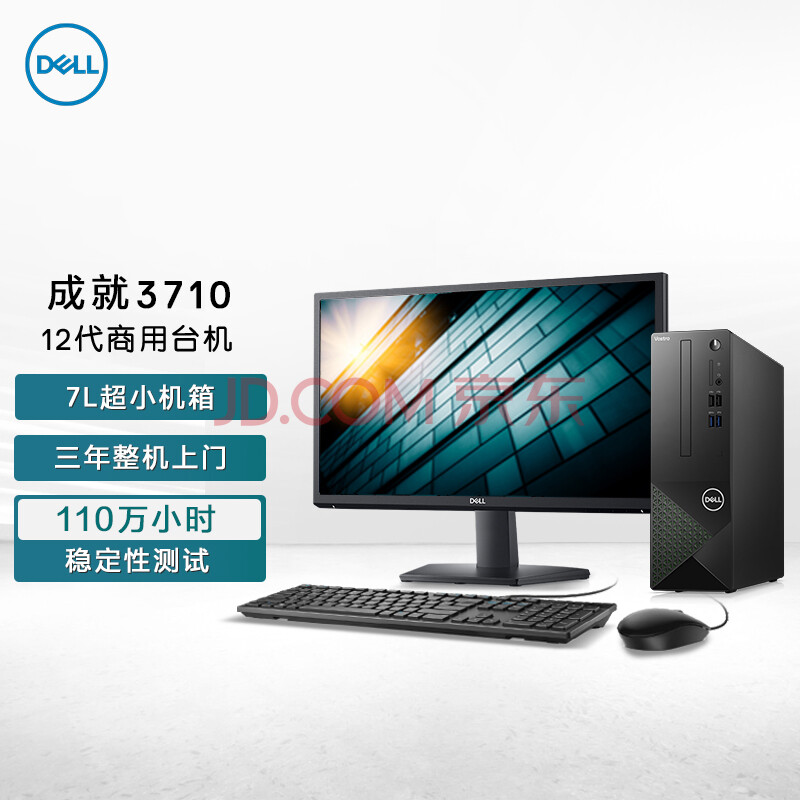 DELL
成就3710
12代商用台机
7L超小机箱
三年整机上门
110万小时
稳定性测试
JD.COM 京东
DELL
Vostro
DELL